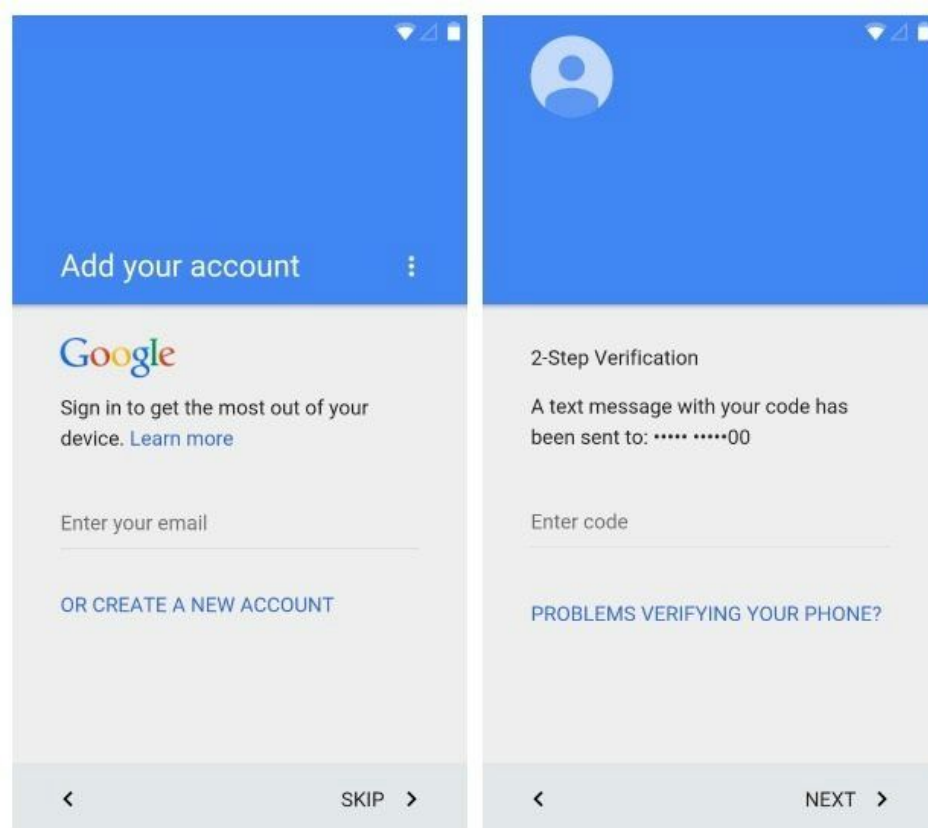 Add your account
Google
Sign in to get the most out of your
device. Learn more
Enter your email
OR CREATE A NEW ACCOUNT
SKIP
2-Step Verification
A text message with your code has
been sent to: ••••• •••••00
Enter code
PROBLEMS VERIFYING YOUR PHONE?
NEXT